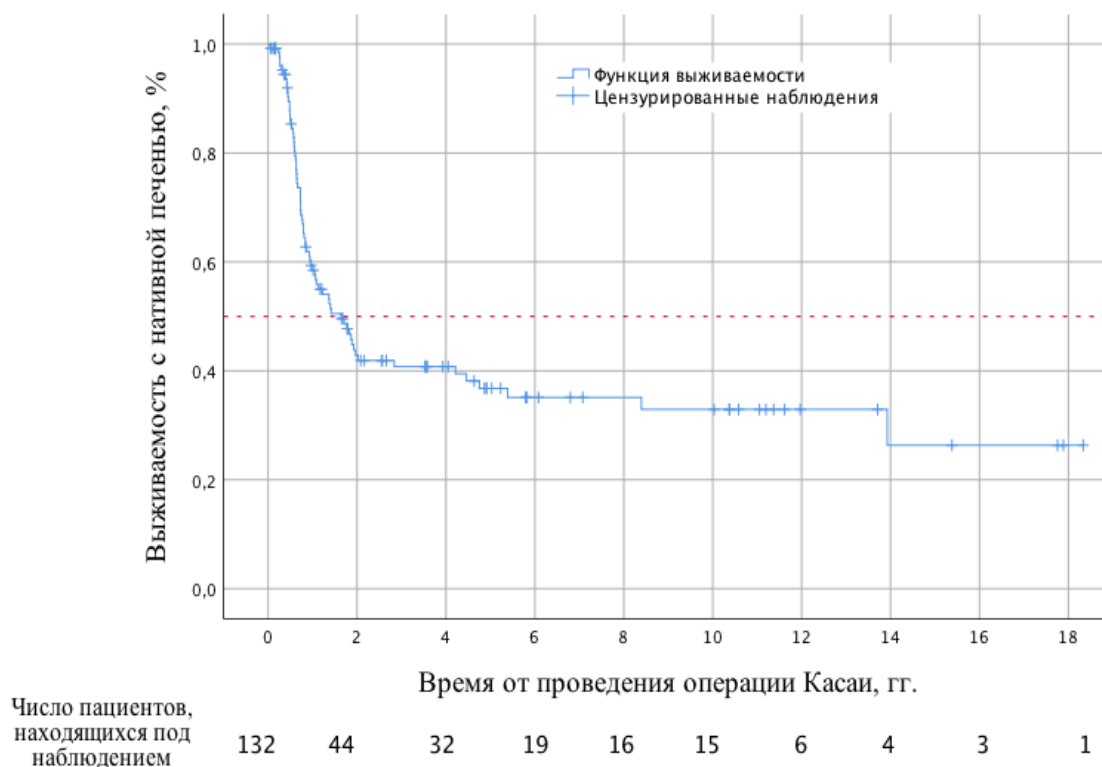 1,0
0,8
0,6
0,4
0,2
0,0
Выживаемость с нативной печенью, %
Функция выживаемости
Цензурированные наблюдения
0 2 4 6 8 10 12 14 16 18
Время от проведения операции Касаи, гг.
Число пациентов,
находящихся под
наблюдением
132 44 32 19 16 15 6 4 3 1